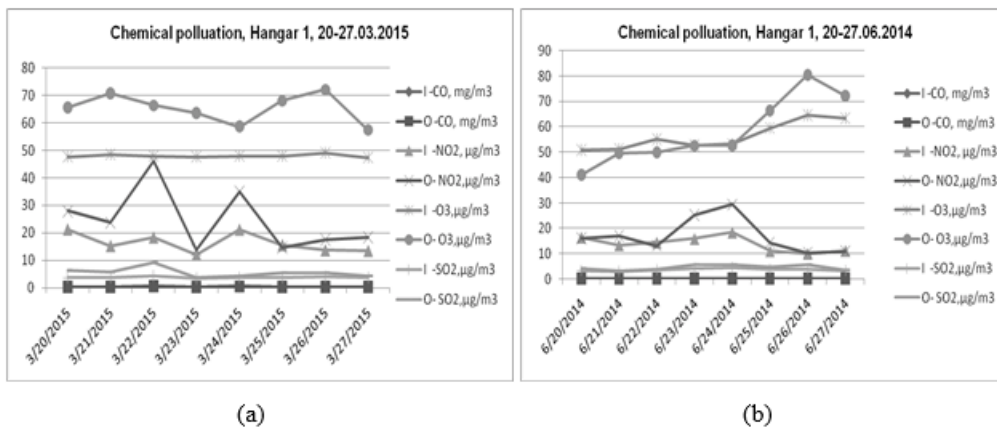 Chemical polluation, Hangar 1, 20-27.03.2015
80
70
60
50
40
30
20
10
0
3/20/2015
3/21/2015
3/22/2015
3/23/2015
3/24/2015
3/25/2015
3/26/2015
3/27/2015
I -CO, mg/m3
O -CO, mg/m3
I -NO2, µg/m3
O- NO2,µg/m3
I -O3,µg/m3
O- O3,µg/m3
I -SO2,µg/m3
O- SO2,µg/m3
(a)
Chemical polluation, Hangar 1, 20-27.06.2014
90
80
70
60
50
40
30
20
10
0
6/20/2014
6/21/2014
6/22/2014
6/23/2014
6/24/2014
6/25/2014
6/26/2014
6/27/2014
I -CO, mg/m3
O -CO, mg/m3
I -NO2, µg/m3
O- NO2,µg/m3
I -O3,µg/m3
O- O3,µg/m3
I -SO2,µg/m3
O- SO2,µg/m3
(b)